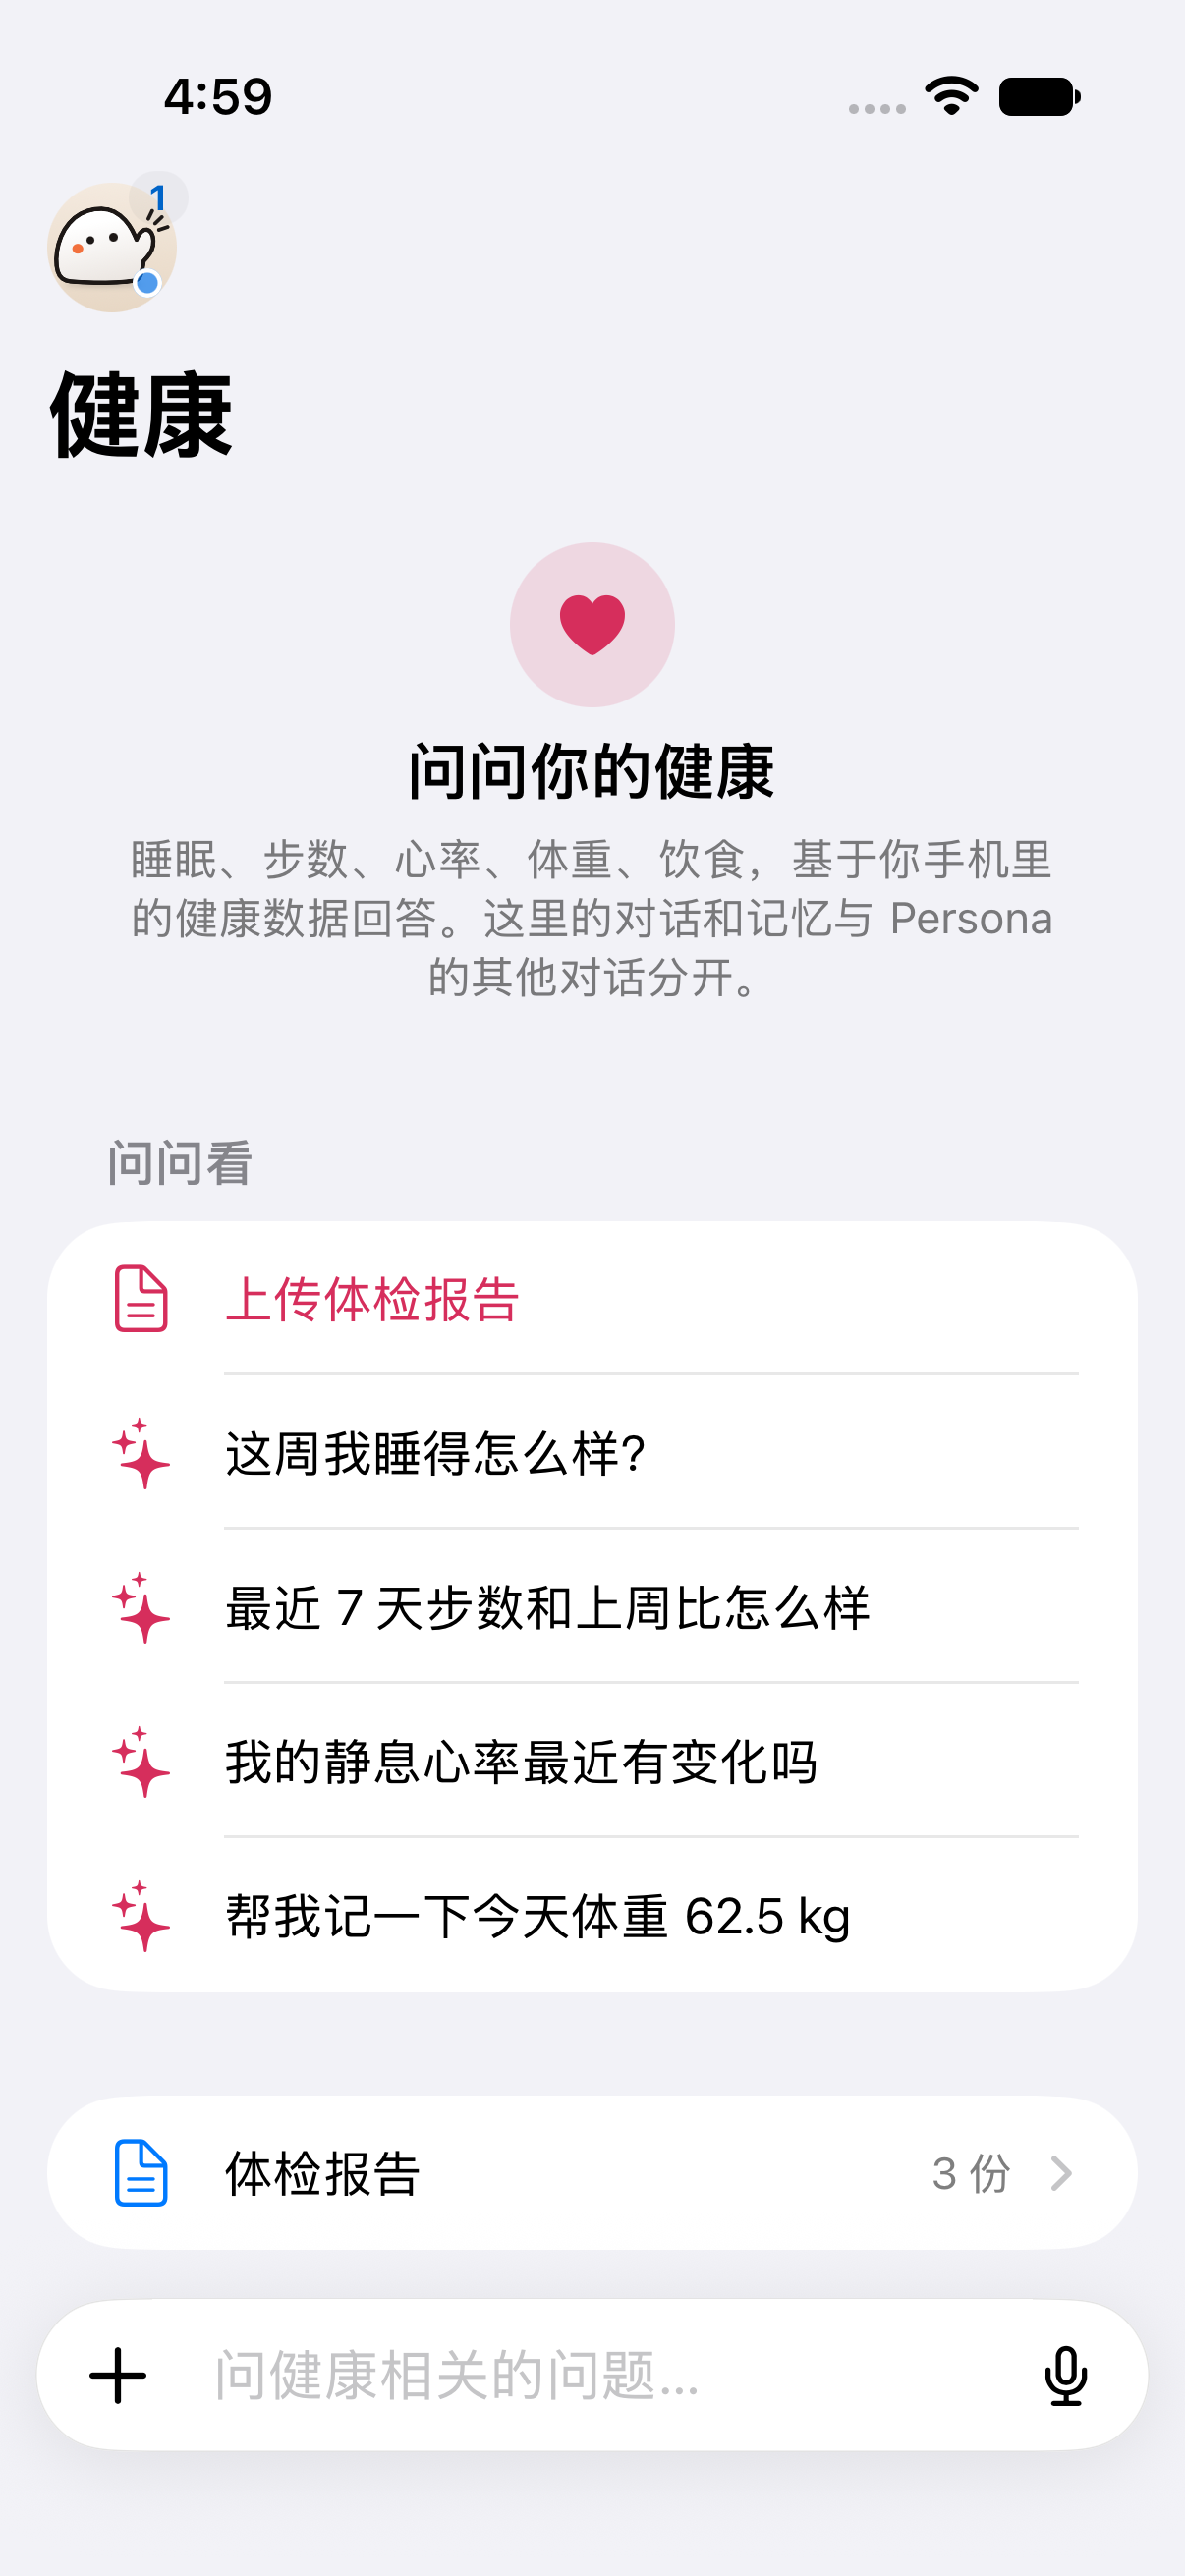 4:59
1
健康
问问你的健康
睡眠、步数、心率、体重、饮食，基于你手机里
的健康数据回答。这里的对话和记忆与 Persona
的其他对话分开。
问问看
上传体检报告
这周我睡得怎么样?
最近 7 天步数和上周比怎么样
我的静息心率最近有变化吗
帮我记一下今天体重 62.5 kg
体检报告 3 份
问健康相关的问题...